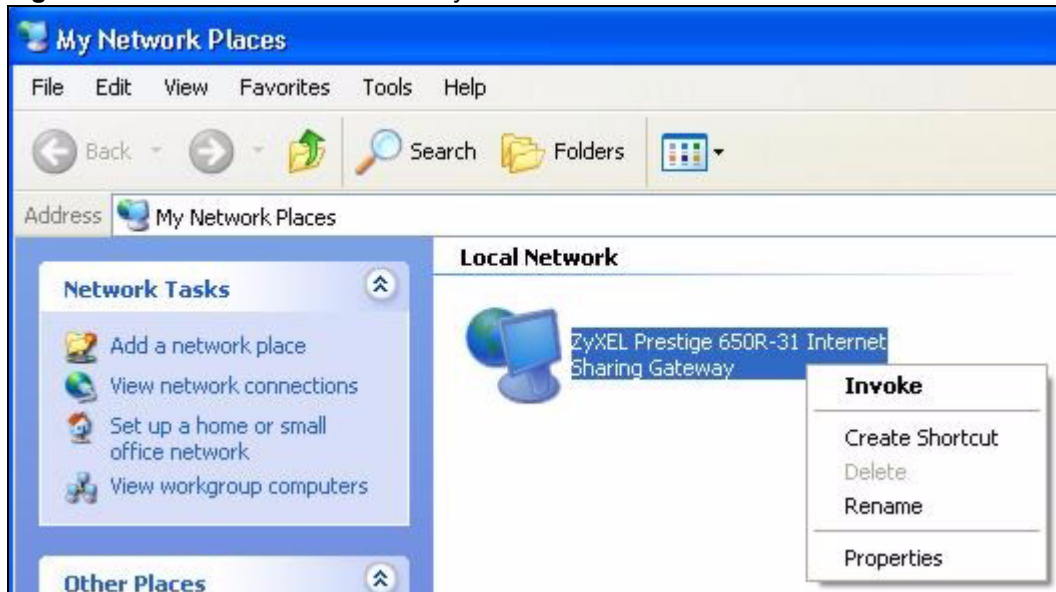 My Network Places
File Edit View Favorites Tools Help
Back Search Folders
Address My Network Places
Network Tasks
Add a network place
View network connections
Set up a home or small
office network
View workgroup computers
Other Places
Local Network
ZyXEL Prestige 650R-31 Internet
Sharing Gateway
Invoke
Create Shortcut
Delete
Rename
Properties